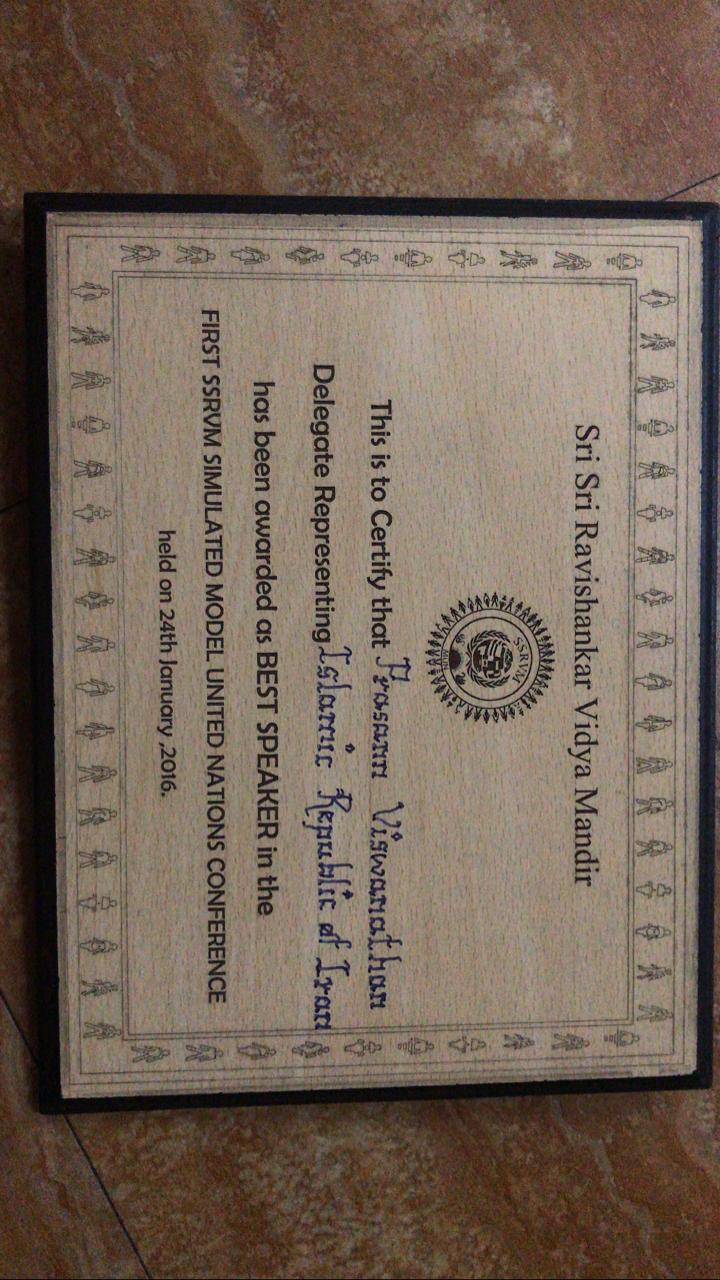 Sri Sri Ravishankar Vidya Mandir
SSRVM
This is to Certify that Prasann Viswanathan
Delegate Representing Islamic Republic of Iran
has been awarded as BEST SPEAKER in the
FIRST SSRVM SIMULATED MODEL UNITED NATIONS CONFERENCE
held on 24th January ,2016.